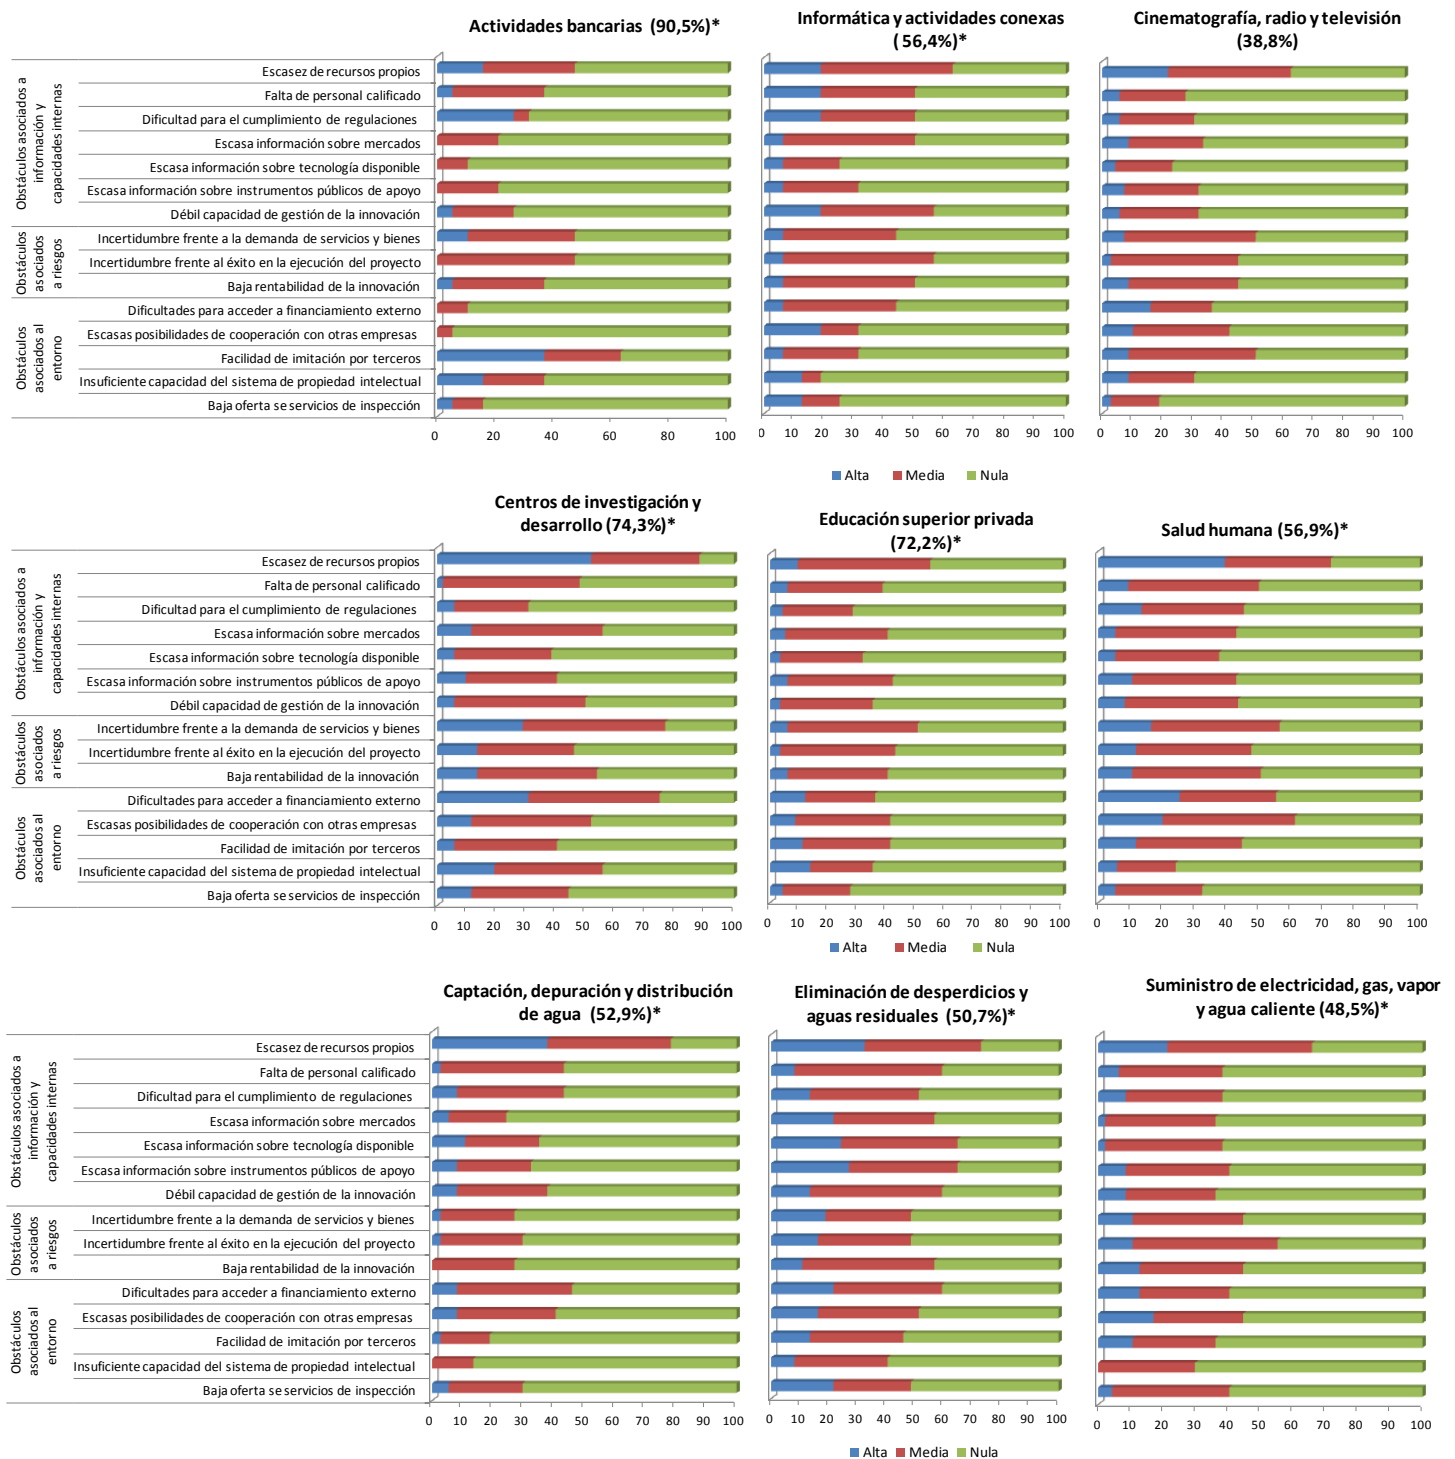 Actividades bancarias (90,5%)*
Informática y actividades conexas
( 56,4%)*
Cinematografía, radio y televisión
(38,8%)
Obstáculos asociados a
información y
capacidades internas
Escasez de recursos propios
Falta de personal calificado
Dificultad para el cumplimiento de regulaciones
Escasa información sobre mercados
Escasa información sobre tecnología disponible
Escasa información sobre instrumentos públicos de apoyo
Débil capacidad de gestión de la innovación
Obstáculos
asociados
a riesgos
Incertidumbre frente a la demanda de servicios y bienes
Incertidumbre frente al éxito en la ejecución del proyecto
Baja rentabilidad de la innovación
Obstáculos
asociados al
entorno
Dificultades para acceder a financiamiento externo
Escasas posibilidades de cooperación con otras empresas
Facilidad de imitación por terceros
Insuficiente capacidad del sistema de propiedad intelectual
Baja oferta se servicios de inspección
0 20 40 60 80 100
0 10 20 30 40 50 60 70 80 90 100
0 10 20 30 40 50 60 70 80 90 100
Alta Media Nula
Centros de investigación y
desarrollo (74,3%)*
Educación superior privada
(72,2%)*
Salud humana (56,9%)*
Obstáculos asociados a
información y
capacidades internas
Escasez de recursos propios
Falta de personal calificado
Dificultad para el cumplimiento de regulaciones
Escasa información sobre mercados
Escasa información sobre tecnología disponible
Escasa información sobre instrumentos públicos de apoyo
Débil capacidad de gestión de la innovación
Obstáculos
asociados
a riesgos
Incertidumbre frente a la demanda de servicios y bienes
Incertidumbre frente al éxito en la ejecución del proyecto
Baja rentabilidad de la innovación
Obstáculos
asociados al
entorno
Dificultades para acceder a financiamiento externo
Escasas posibilidades de cooperación con otras empresas
Facilidad de imitación por terceros
Insuficiente capacidad del sistema de propiedad intelectual
Baja oferta se servicios de inspección
0 10 20 30 40 50 60 70 80 90 100
0 10 20 30 40 50 60 70 80 90 100
0 10 20 30 40 50 60 70 80 90 100
Alta Media Nula
Captación, depuración y distribución
de agua (52,9%)*
Eliminación de desperdicios y
aguas residuales (50,7%)*
Suministro de electricidad, gas, vapor
y agua caliente (48,5%)*
Obstáculos asociados a
información y
capacidades internas
Escasez de recursos propios
Falta de personal calificado
Dificultad para el cumplimiento de regulaciones
Escasa información sobre mercados
Escasa información sobre tecnología disponible
Escasa información sobre instrumentos públicos de apoyo
Débil capacidad de gestión de la innovación
Obstáculos
asociados
a riesgos
Incertidumbre frente a la demanda de servicios y bienes
Incertidumbre frente al éxito en la ejecución del proyecto
Baja rentabilidad de la innovación
Obstáculos
asociados al
entorno
Dificultades para acceder a financiamiento externo
Escasas posibilidades de cooperación con otras empresas
Facilidad de imitación por terceros
Insuficiente capacidad del sistema de propiedad intelectual
Baja oferta se servicios de inspección
0 10 20 30 40 50 60 70 80 90 100
0 10 20 30 40 50 60 70 80 90 100
0 10 20 30 40 50 60 70 80 90 100
Alta Media Nula